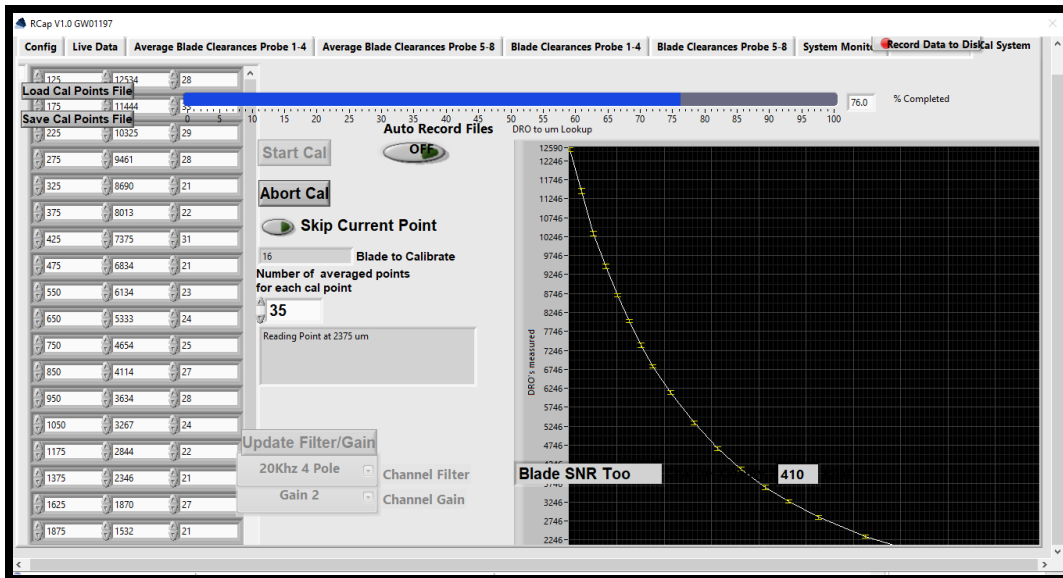 RCap V1.0 GW01197
Config Live Data Average Blade Clearances Probe 1-4 Average Blade Clearances Probe 5-8 Blade Clearances Probe 1-4 Blade Clearances Probe 5-8 System Monito Record Data to Disk Cal System
125 12534 28
Load Cal Points File
175 11444 35
Save Cal Points File
225 10325 29
275 9461 28
325 8690 21
375 8013 22
425 7375 31
475 6834 21
550 6134 23
650 5333 24
750 4654 25
850 4114 27
950 3634 28
1050 3267 24
1175 2844 22
1375 2346 21
1625 1870 27
1875 1532 21
76.0 % Completed
0 5 10 15 20 25 30 35 40 45 50 55 60 65 70 75 80 85 90 95 100
Auto Record Files
OFF
Start Cal
Abort Cal
Skip Current Point
16 Blade to Calibrate
Number of averaged points
for each cal point
35
Reading Point at 2375 um
Update Filter/Gain
20Khz 4 Pole Channel Filter
Gain 2 Channel Gain
DRO to um Lookup
DRO's measured
12590
12246
11746
11246
10746
10246
9746
9246
8746
8246
7746
7246
6746
6246
5746
5246
4746
4246
3746
3246
2746
2246
Blade SNR Too 410